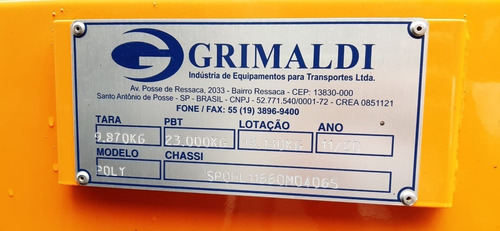 GRIMALDI
Indústria de Equipamentos para Transportes Ltda.
Av. Posse de Ressaca, 2033 - Bairro Ressaca - CEP: 13830-000
Santo Antônio de Posse - SP - BRASIL - CNPJ - 52.771.540/0001-72 - CREA 0851121
FONE / FAX: 55 (19) 3896-9400
TARA PBT LOTAÇÃO ANO
9.870KG 23.000KG
MODELO CHASSI
POLY